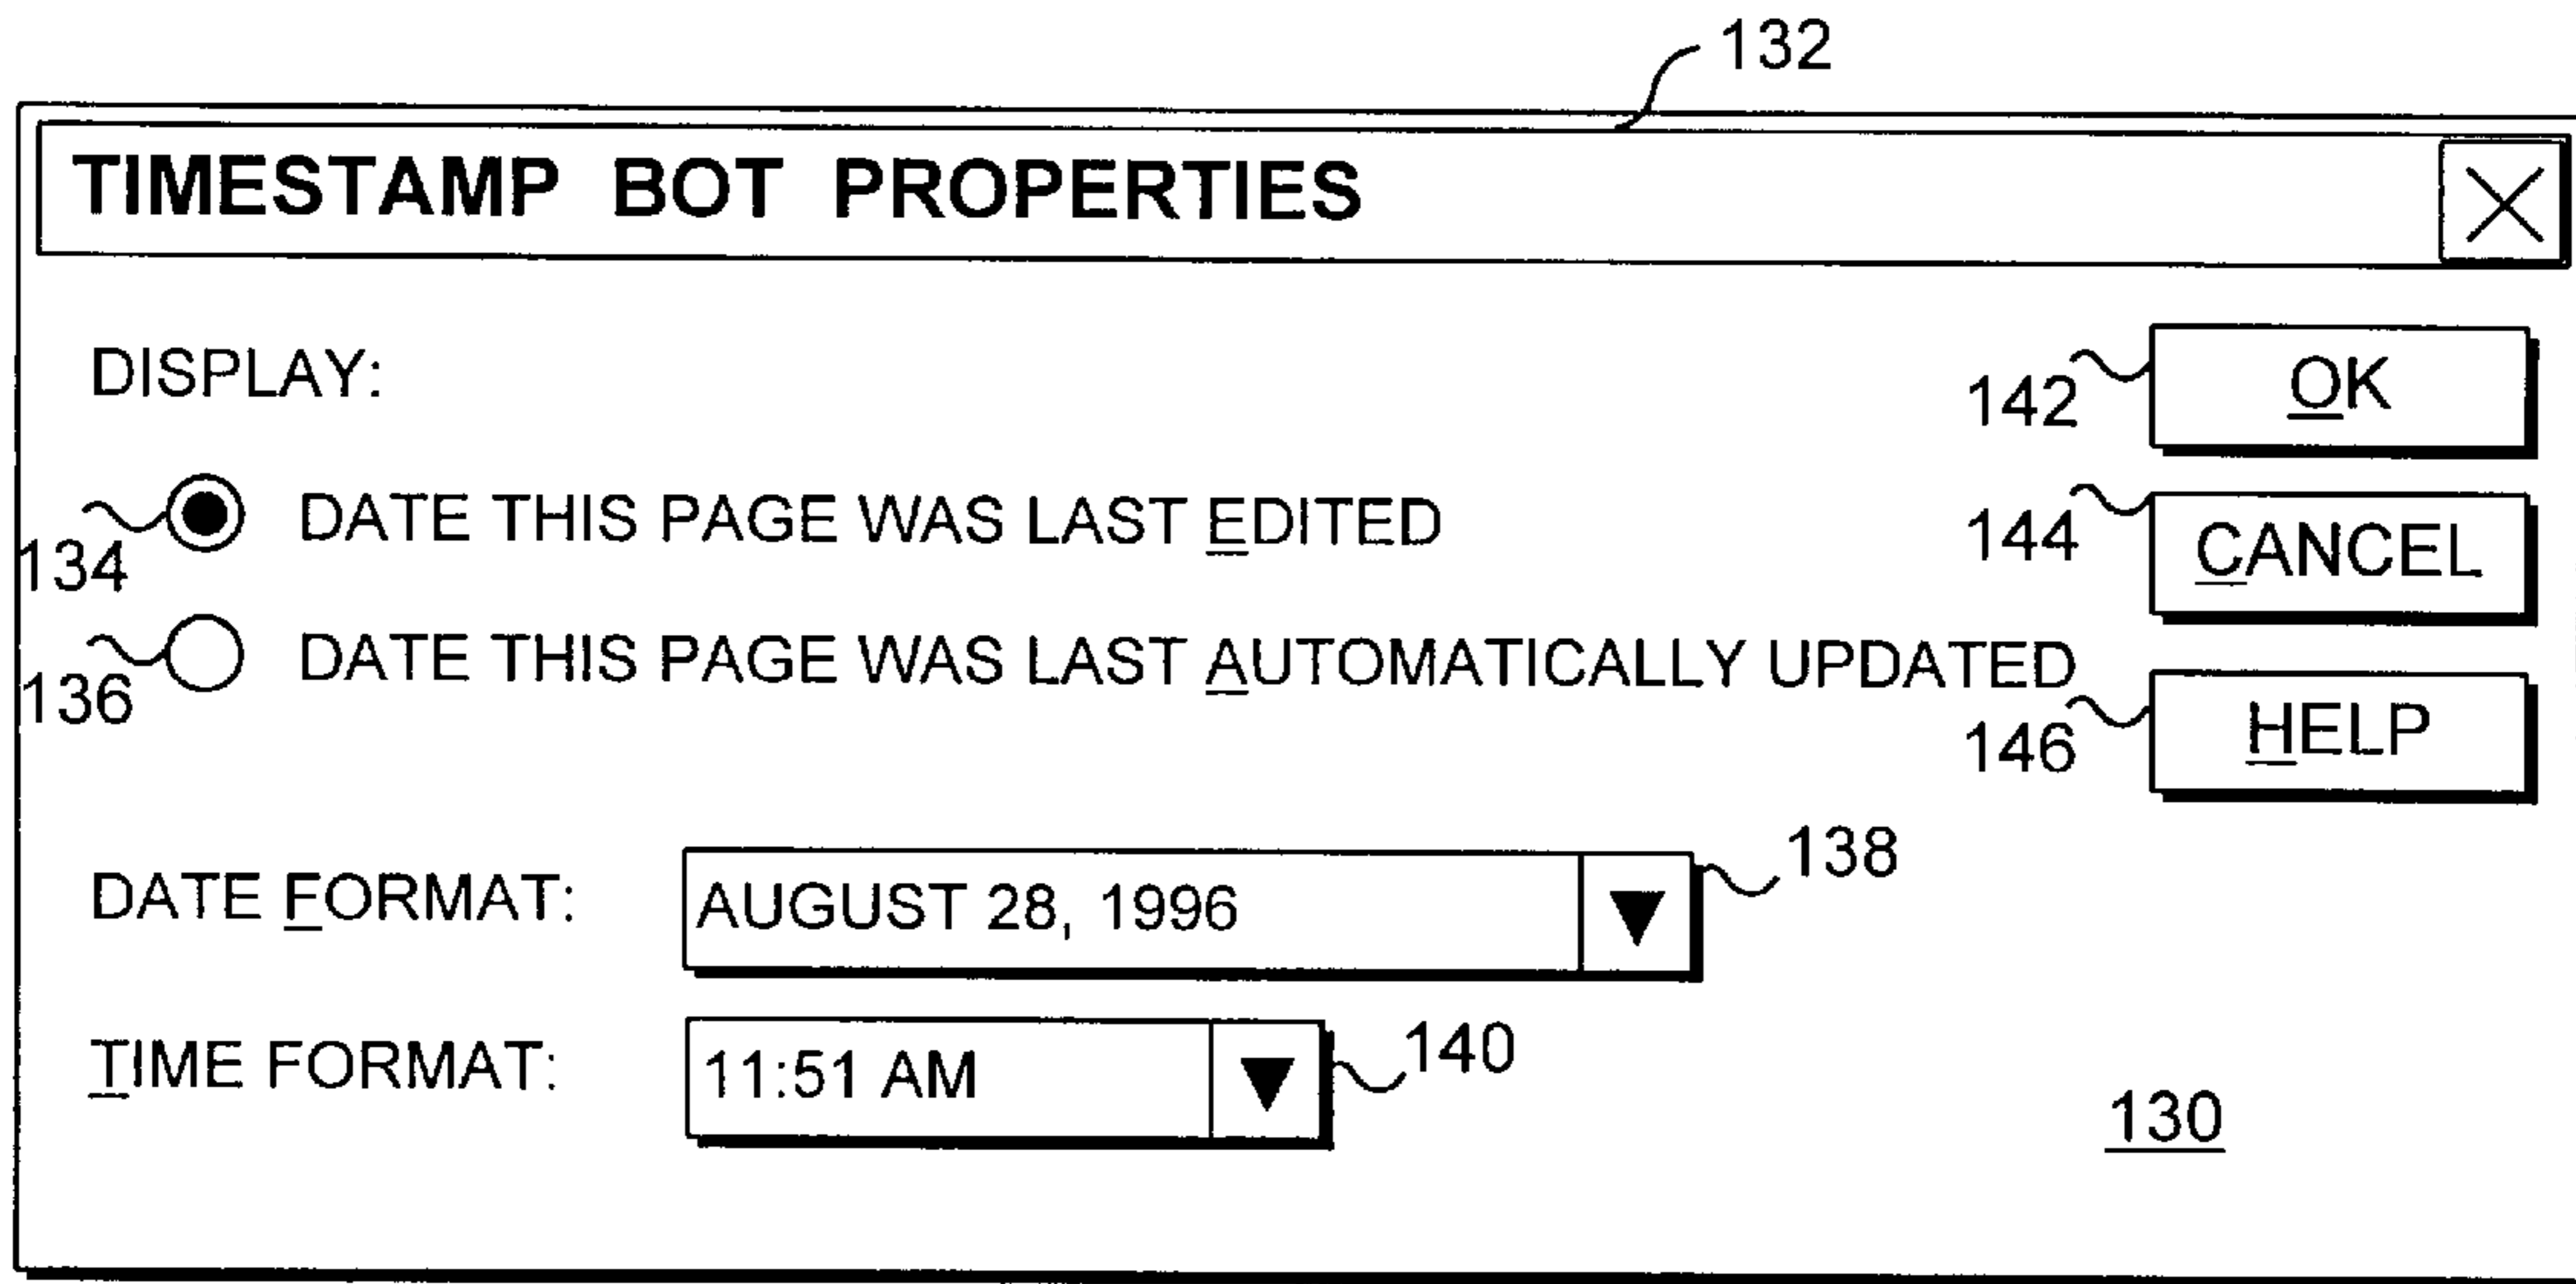 132
TIMESTAMP BOT PROPERTIES
DISPLAY:
142 OK
134 DATE THIS PAGE WAS LAST EDITED
144 CANCEL
136 DATE THIS PAGE WAS LAST AUTOMATICALLY UPDATED
146 HELP
DATE FORMAT: AUGUST 28, 1996 138
TIME FORMAT: 11:51 AM 140
130